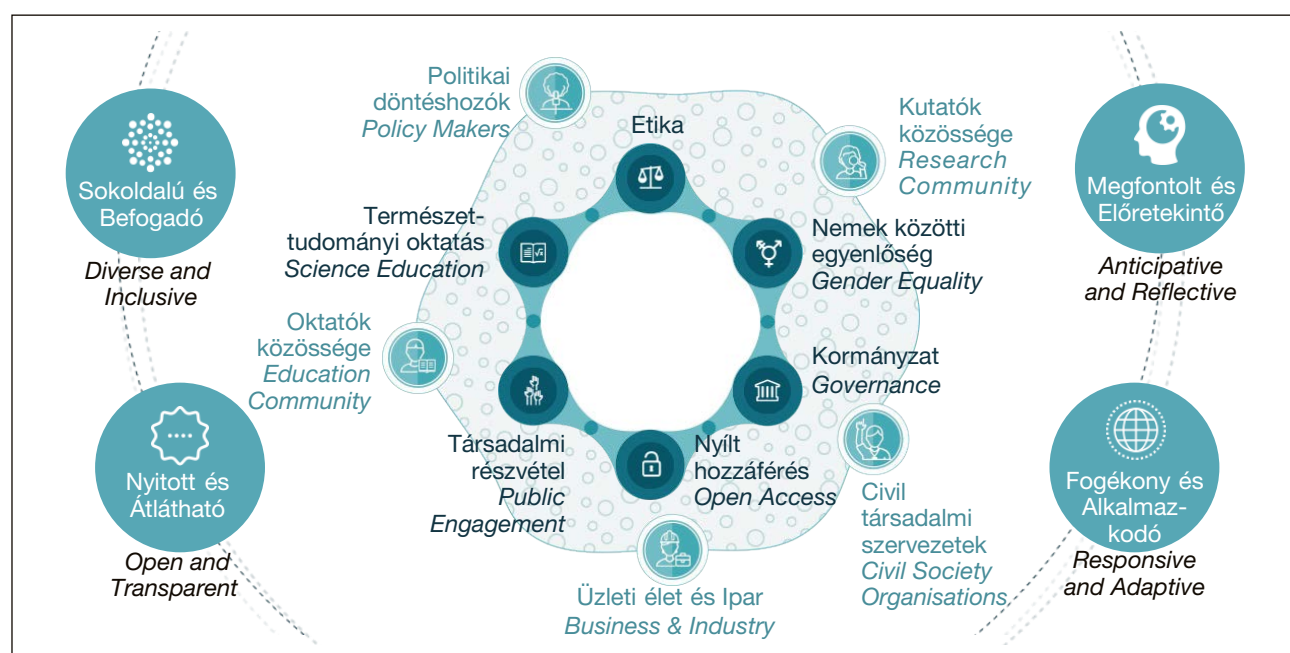 Sokoldalú és
Befogadó
Diverse and
Inclusive
Nyitott és
Átlátható
Open and
Transparent
Politikai
döntéshozók
Policy Makers
Etika
Kutatók
közössége
Research
Community
Természet-
tudományi oktatás
Science Education
Nemek közötti
egyenlőség
Gender Equality
Oktatók
közössége
Education
Community
Kormányzat
Governance
Társadalmi
részvétel
Public
Engagement
Nyílt
hozzáférés
Open Access
Civil
társadalmi
szervezetek
Civil Society
Organisations
Üzleti élet és Ipar
Business & Industry
Megfontolt és
Előretekintő
Anticipative
and Reflective
Fogékony és
Alkalmaz-
kodó
Responsive
and Adaptive